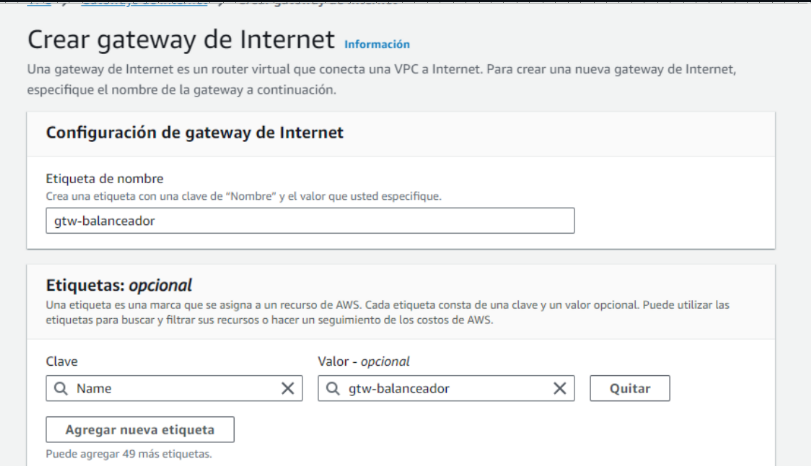 Crear gateway de Internet Información
Una gateway de Internet es un router virtual que conecta una VPC a Internet. Para crear una nueva gateway de Internet,
especifique el nombre de la gateway a continuación.
Configuración de gateway de Internet
Etiqueta de nombre
Crea una etiqueta con una clave de "Nombre" y el valor que usted especifique.
gtw-balanceador
Etiquetas: opcional
Una etiqueta es una marca que se asigna a un recurso de AWS. Cada etiqueta consta de una clave y un valor opcional. Puede utilizar las
etiquetas para buscar y filtrar sus recursos o hacer un seguimiento de los costos de AWS.
Clave Valor - opcional
Name gtw-balanceador Quitar
Agregar nueva etiqueta
Puede agregar 49 más etiquetas.